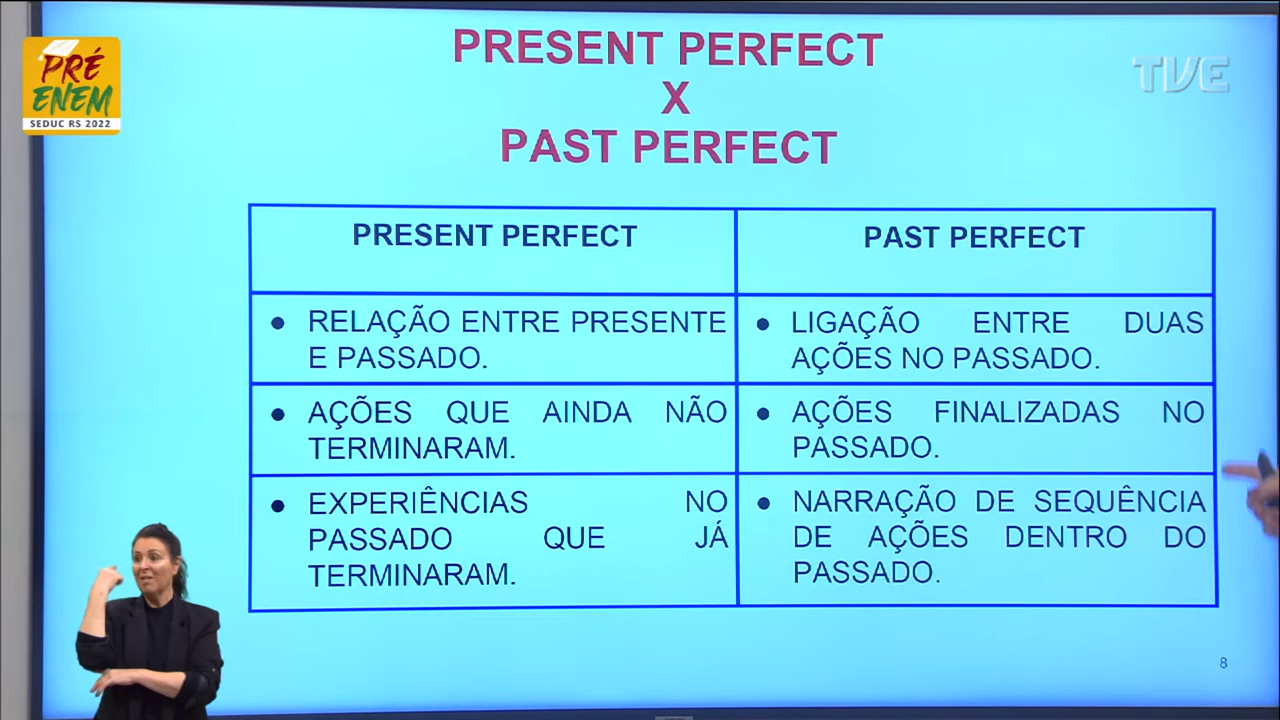 PRÉ
ENEM
SEDUC RS 2022
TVE
PRESENT PERFECT
X
PAST PERFECT
PRESENT PERFECT
PAST PERFECT
● RELAÇÃO ENTRE PRESENTE
E PASSADO.
● LIGAÇÃO ENTRE DUAS
AÇÕES NO PASSADO.
● AÇÕES QUE AINDA NÃO
TERMINARAM.
● AÇÕES FINALIZADAS NO
PASSADO.
● EXPERIÊNCIAS NO
PASSADO QUE JÁ
TERMINARAM.
● NARRAÇÃO DE SEQUÊNCIA
DE AÇÕES DENTRO DO
PASSADO.
8